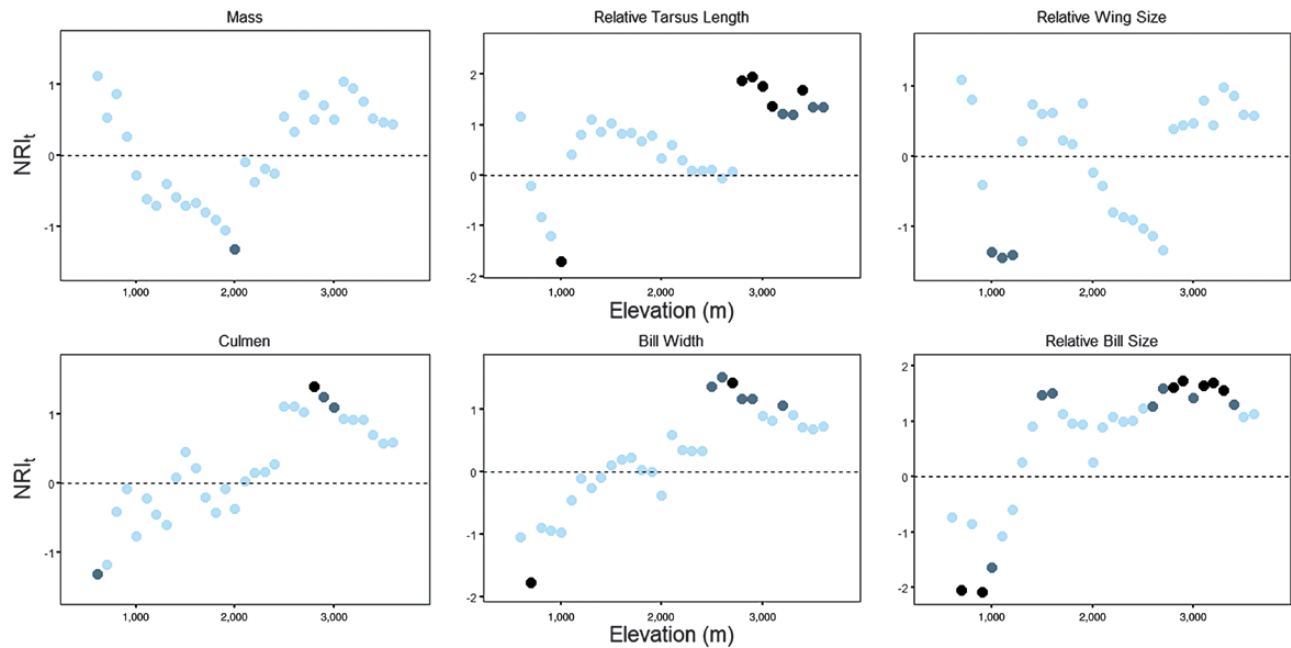 Mass
Relative Tarsus Length
Relative Wing Size
NRIt
1
0
-1
2
1
0
-1
-2
1
0
-1
1,000 2,000 3,000
1,000 2,000 3,000
1,000 2,000 3,000
Elevation (m)
Culmen
Bill Width
Relative Bill Size
NRIt
1
0
-1
2
1
0
-1
-2
2
1
0
-1
-2
1,000 2,000 3,000
1,000 2,000 3,000
1,000 2,000 3,000
Elevation (m)